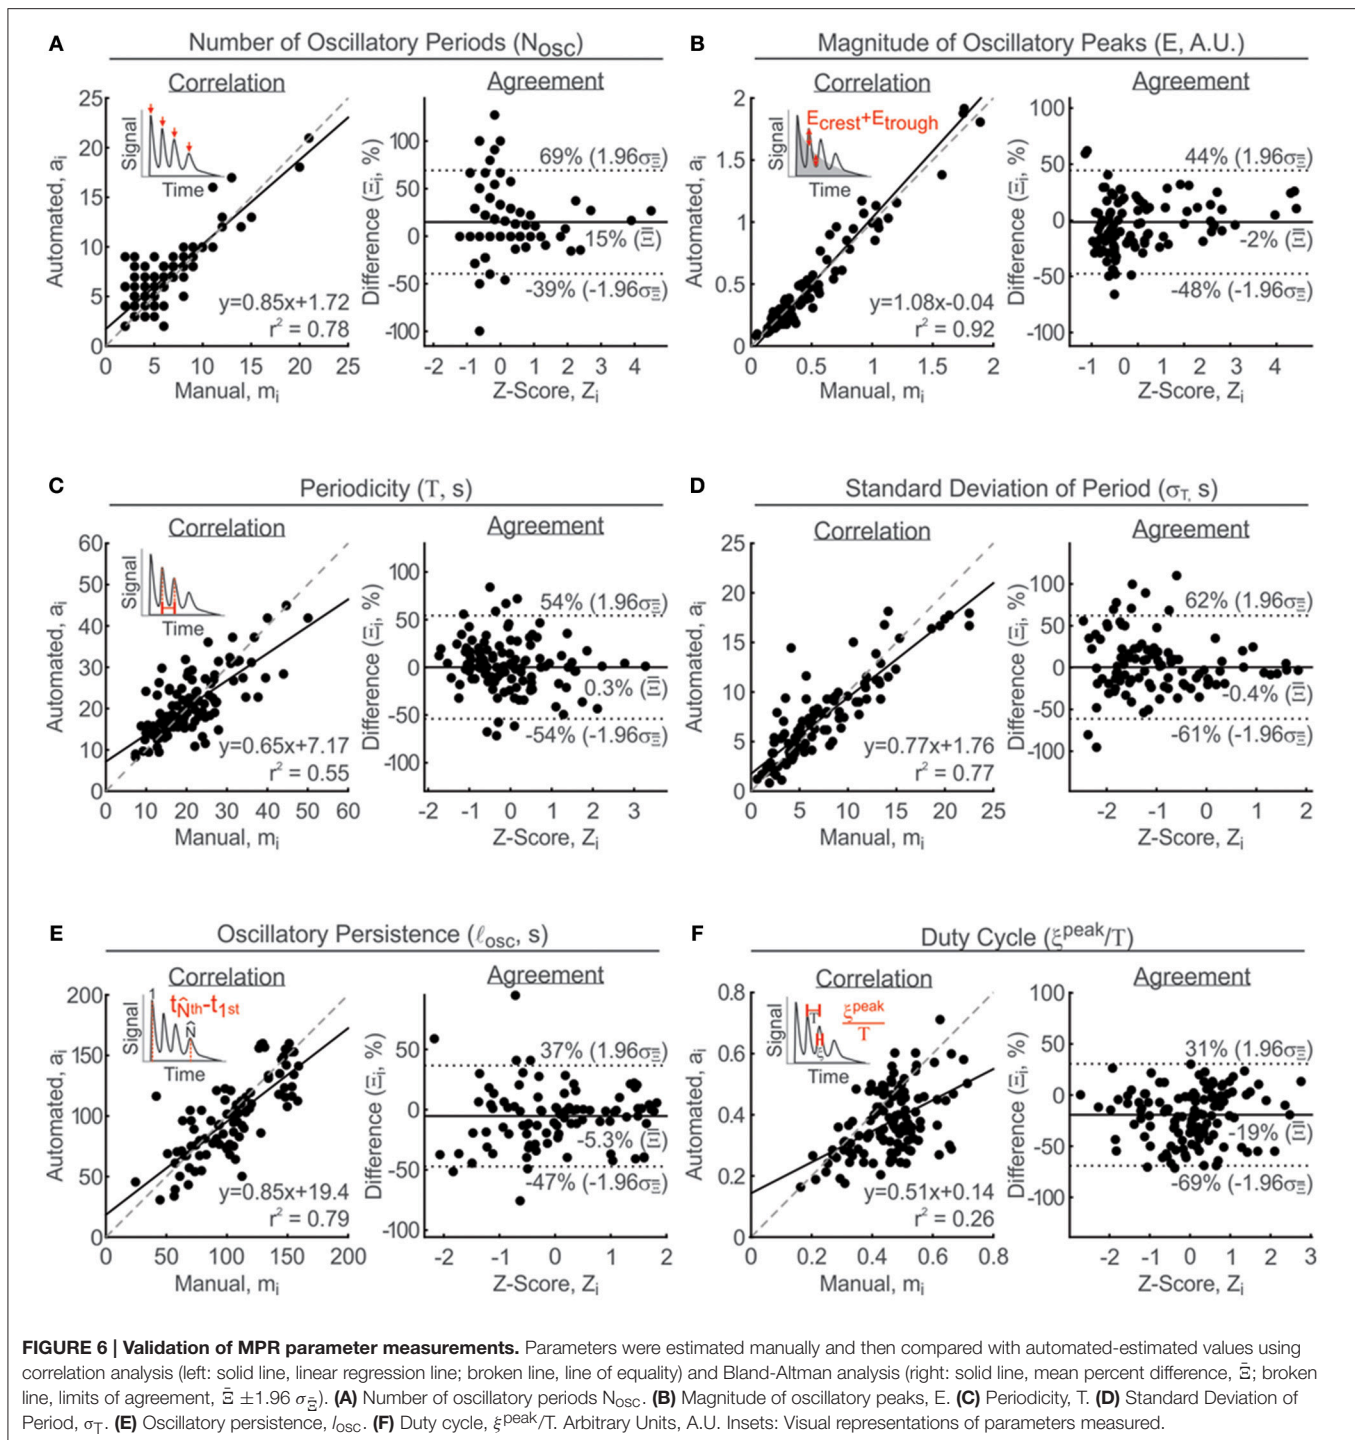 A
Number of Oscillatory Periods (Nosc)
Correlation
Agreement
25
20
15
10
5
0
Automated, ai
Signal
Time
y=0.85x+1.72
r² = 0.78
0 5 10 15 20 25
Manual, mi
100
50
0
-50
-100
Difference (Ξi, %)
69% (1.96σΞ̄)
15% (Ξ̄)
-39% (-1.96σΞ̄)
-2 -1 0 1 2 3 4
Z-Score, Zi
B
Magnitude of Oscillatory Peaks (E, A.U.)
Correlation
Agreement
2
1.5
1
0.5
0
Automated, ai
Signal
Time
Ecrest+Etrough
y=1.08x-0.04
r² = 0.92
0 0.5 1 1.5 2
Manual, mi
100
50
0
-50
-100
Difference (Ξi, %)
44% (1.96σΞ̄)
-2% (Ξ̄)
-48% (-1.96σΞ̄)
-1 0 1 2 3 4
Z-Score, Zi
C
Periodicity (T, s)
Correlation
Agreement
60
50
40
30
20
10
0
Automated, ai
Signal
Time
y=0.65x+7.17
r² = 0.55
0 10 20 30 40 50 60
Manual, mi
100
50
0
-50
-100
Difference (Ξi, %)
54% (1.96σΞ̄)
0.3% (Ξ̄)
-54% (-1.96σΞ̄)
-2 -1 0 1 2 3
Z-Score, Zi
D
Standard Deviation of Period (σT, s)
Correlation
Agreement
25
20
15
10
5
0
Automated, ai
y=0.77x+1.76
r² = 0.77
0 5 10 15 20 25
Manual, mi
100
50
0
-50
-100
Difference (Ξi, %)
62% (1.96σΞ̄)
-0.4% (Ξ̄)
-61% (-1.96σΞ̄)
-2 -1 0 1 2
Z-Score, Zi
E
Oscillatory Persistence (ℓosc, s)
Correlation
Agreement
200
150
100
50
0
Automated, ai
Signal
Time
1
N̂
tN̂th-t1st
y=0.85x+19.4
r² = 0.79
0 50 100 150 200
Manual, mi
100
50
0
-50
-100
Difference (Ξi, %)
37% (1.96σΞ̄)
-5.3% (Ξ̄)
-47% (-1.96σΞ̄)
-2 -1 0 1 2
Z-Score, Zi
F
Duty Cycle (ξpeak/T)
Correlation
Agreement
0.8
0.6
0.4
0.2
0
Automated, ai
Signal
Time
T
ξ
ξpeak
T
y=0.51x+0.14
r² = 0.26
0 0.2 0.4 0.6 0.8
Manual, mi
100
50
0
-50
-100
Difference (Ξi, %)
31% (1.96σΞ̄)
-19% (Ξ̄)
-69% (-1.96σΞ̄)
-2 -1 0 1 2 3
Z-Score, Zi
FIGURE 6 | Validation of MPR parameter measurements. Parameters were estimated manually and then compared with automated-estimated values using
correlation analysis (left: solid line, linear regression line; broken line, line of equality) and Bland-Altman analysis (right: solid line, mean percent difference, Ξ̄; broken
line, limits of agreement, Ξ̄ ±1.96 σΞ̄). (A) Number of oscillatory periods Nosc. (B) Magnitude of oscillatory peaks, E. (C) Periodicity, T. (D) Standard Deviation of
Period, σT. (E) Oscillatory persistence, losc. (F) Duty cycle, ξpeak/T. Arbitrary Units, A.U. Insets: Visual representations of parameters measured.